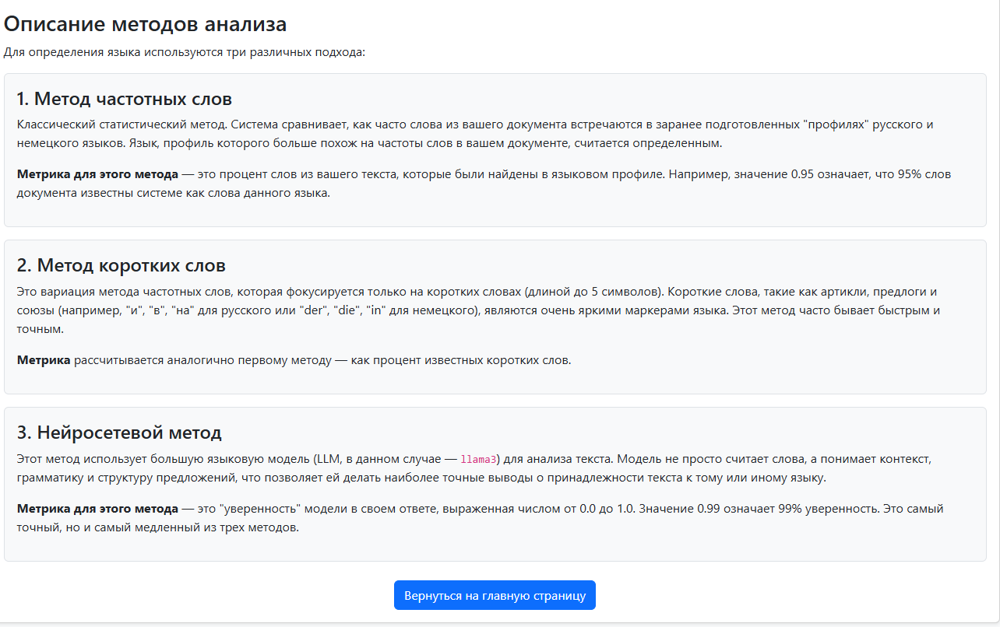 Описание методов анализа
Для определения языка используются три различных подхода:
1. Метод частотных слов
Классический статистический метод. Система сравнивает, как часто слова из вашего документа встречаются в заранее подготовленных "профилях" русского и
немецкого языков. Язык, профиль которого больше похож на частоты слов в вашем документе, считается определенным.
Метрика для этого метода — это процент слов из вашего текста, которые были найдены в языковом профиле. Например, значение 0.95 означает, что 95% слов
документа известны системе как слова данного языка.
2. Метод коротких слов
Это вариация метода частотных слов, которая фокусируется только на коротких словах (длиной до 5 символов). Короткие слова, такие как артикли, предлоги и
союзы (например, "и", "в", "на" для русского или "der", "die", "in" для немецкого), являются очень яркими маркерами языка. Этот метод часто бывает быстрым и
точным.
Метрика рассчитывается аналогично первому методу — как процент известных коротких слов.
3. Нейросетевой метод
Этот метод использует большую языковую модель (LLM, в данном случае — llama3) для анализа текста. Модель не просто считает слова, а понимает контекст,
грамматику и структуру предложений, что позволяет ей делать наиболее точные выводы о принадлежности текста к тому или иному языку.
Метрика для этого метода — это "уверенность" модели в своем ответе, выраженная числом от 0.0 до 1.0. Значение 0.99 означает 99% уверенность. Это самый
точный, но и самый медленный из трех методов.
Вернуться на главную страницу